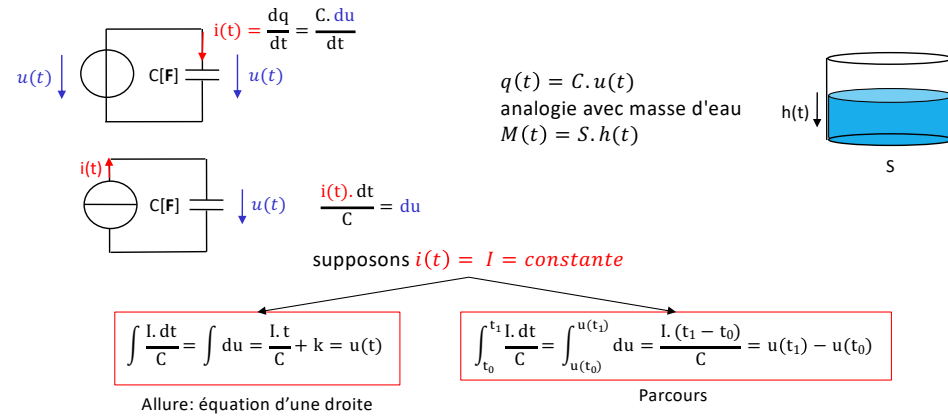 i(t) = dq/dt = C. du/dt
u(t)
C[F]
u(t)
q(t) = C. u(t)
analogie avec masse d'eau
M(t) = S. h(t)
h(t)
S
i(t)
C[F]
u(t)
i(t). dt/C = du
supposons i(t) = I = constante
∫ I. dt/C = ∫ du = I. t/C + k = u(t)
Allure: équation d’une droite
∫_{t₀}^{t₁} I. dt/C = ∫_{u(t₀)}^{u(t₁)} du = I. (t₁ − t₀)/C = u(t₁) − u(t₀)
Parcours